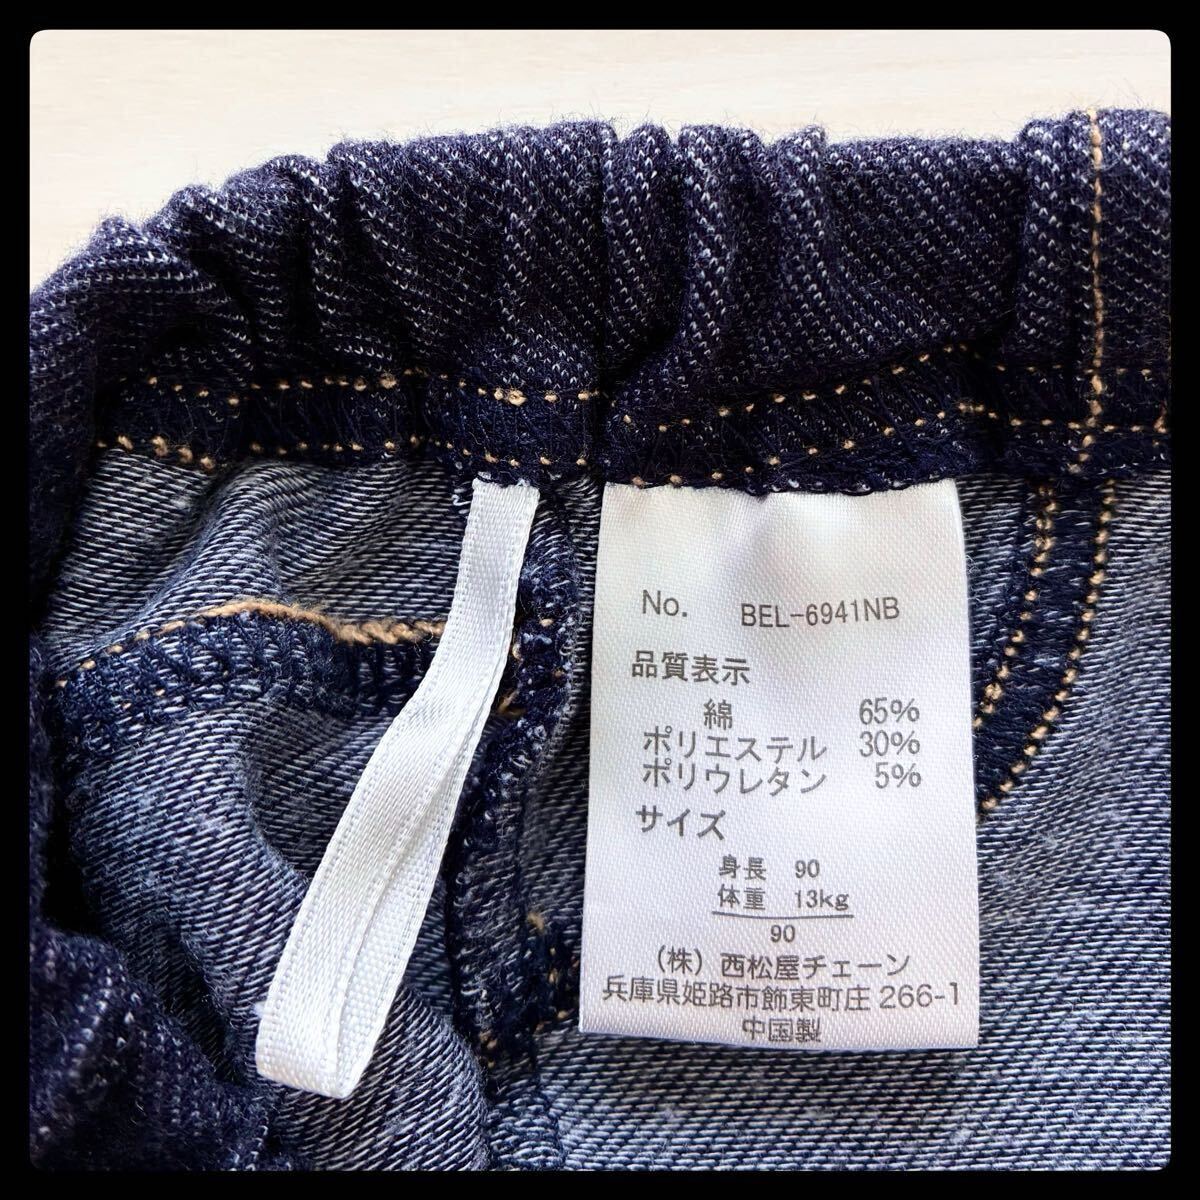 No. BEL-6941NB
品質表示
綿 65%
ポリエステル 30%
ポリウレタン 5%
サイズ
身長 90
体重 13kg
90
(株) 西松屋チェーン
兵庫県姫路市飾東町庄 266-1
中国製